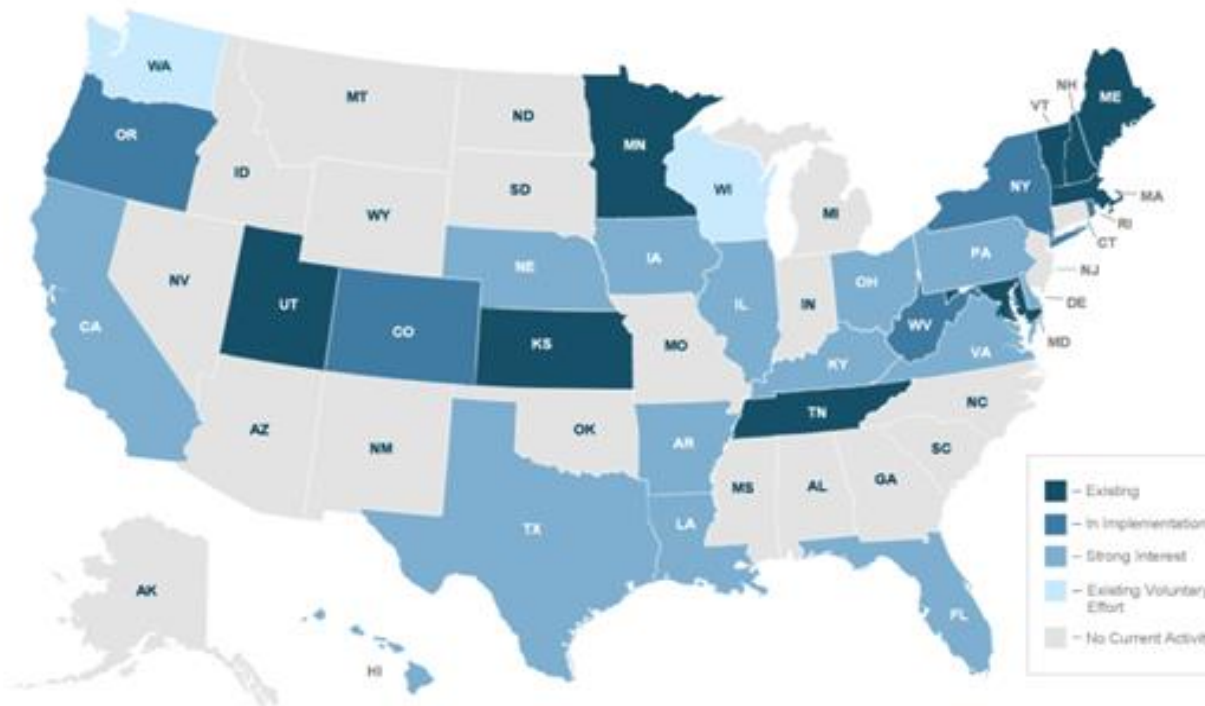 WA
MT
ND
MN
OR
ID
SD
WI
WY
MI
NH
VT
ME
NY
MA
RI
CT
NV
UT
CO
NE
IA
IL
IN
OH
PA
NJ
DE
MD
CA
KS
MO
KY
WV
VA
AZ
NM
OK
AR
TN
NC
SC
TX
LA
MS
AL
GA
FL
AK
HI
– Existing
– In Implementation
– Strong Interest
– Existing Voluntary
Effort
– No Current Activit